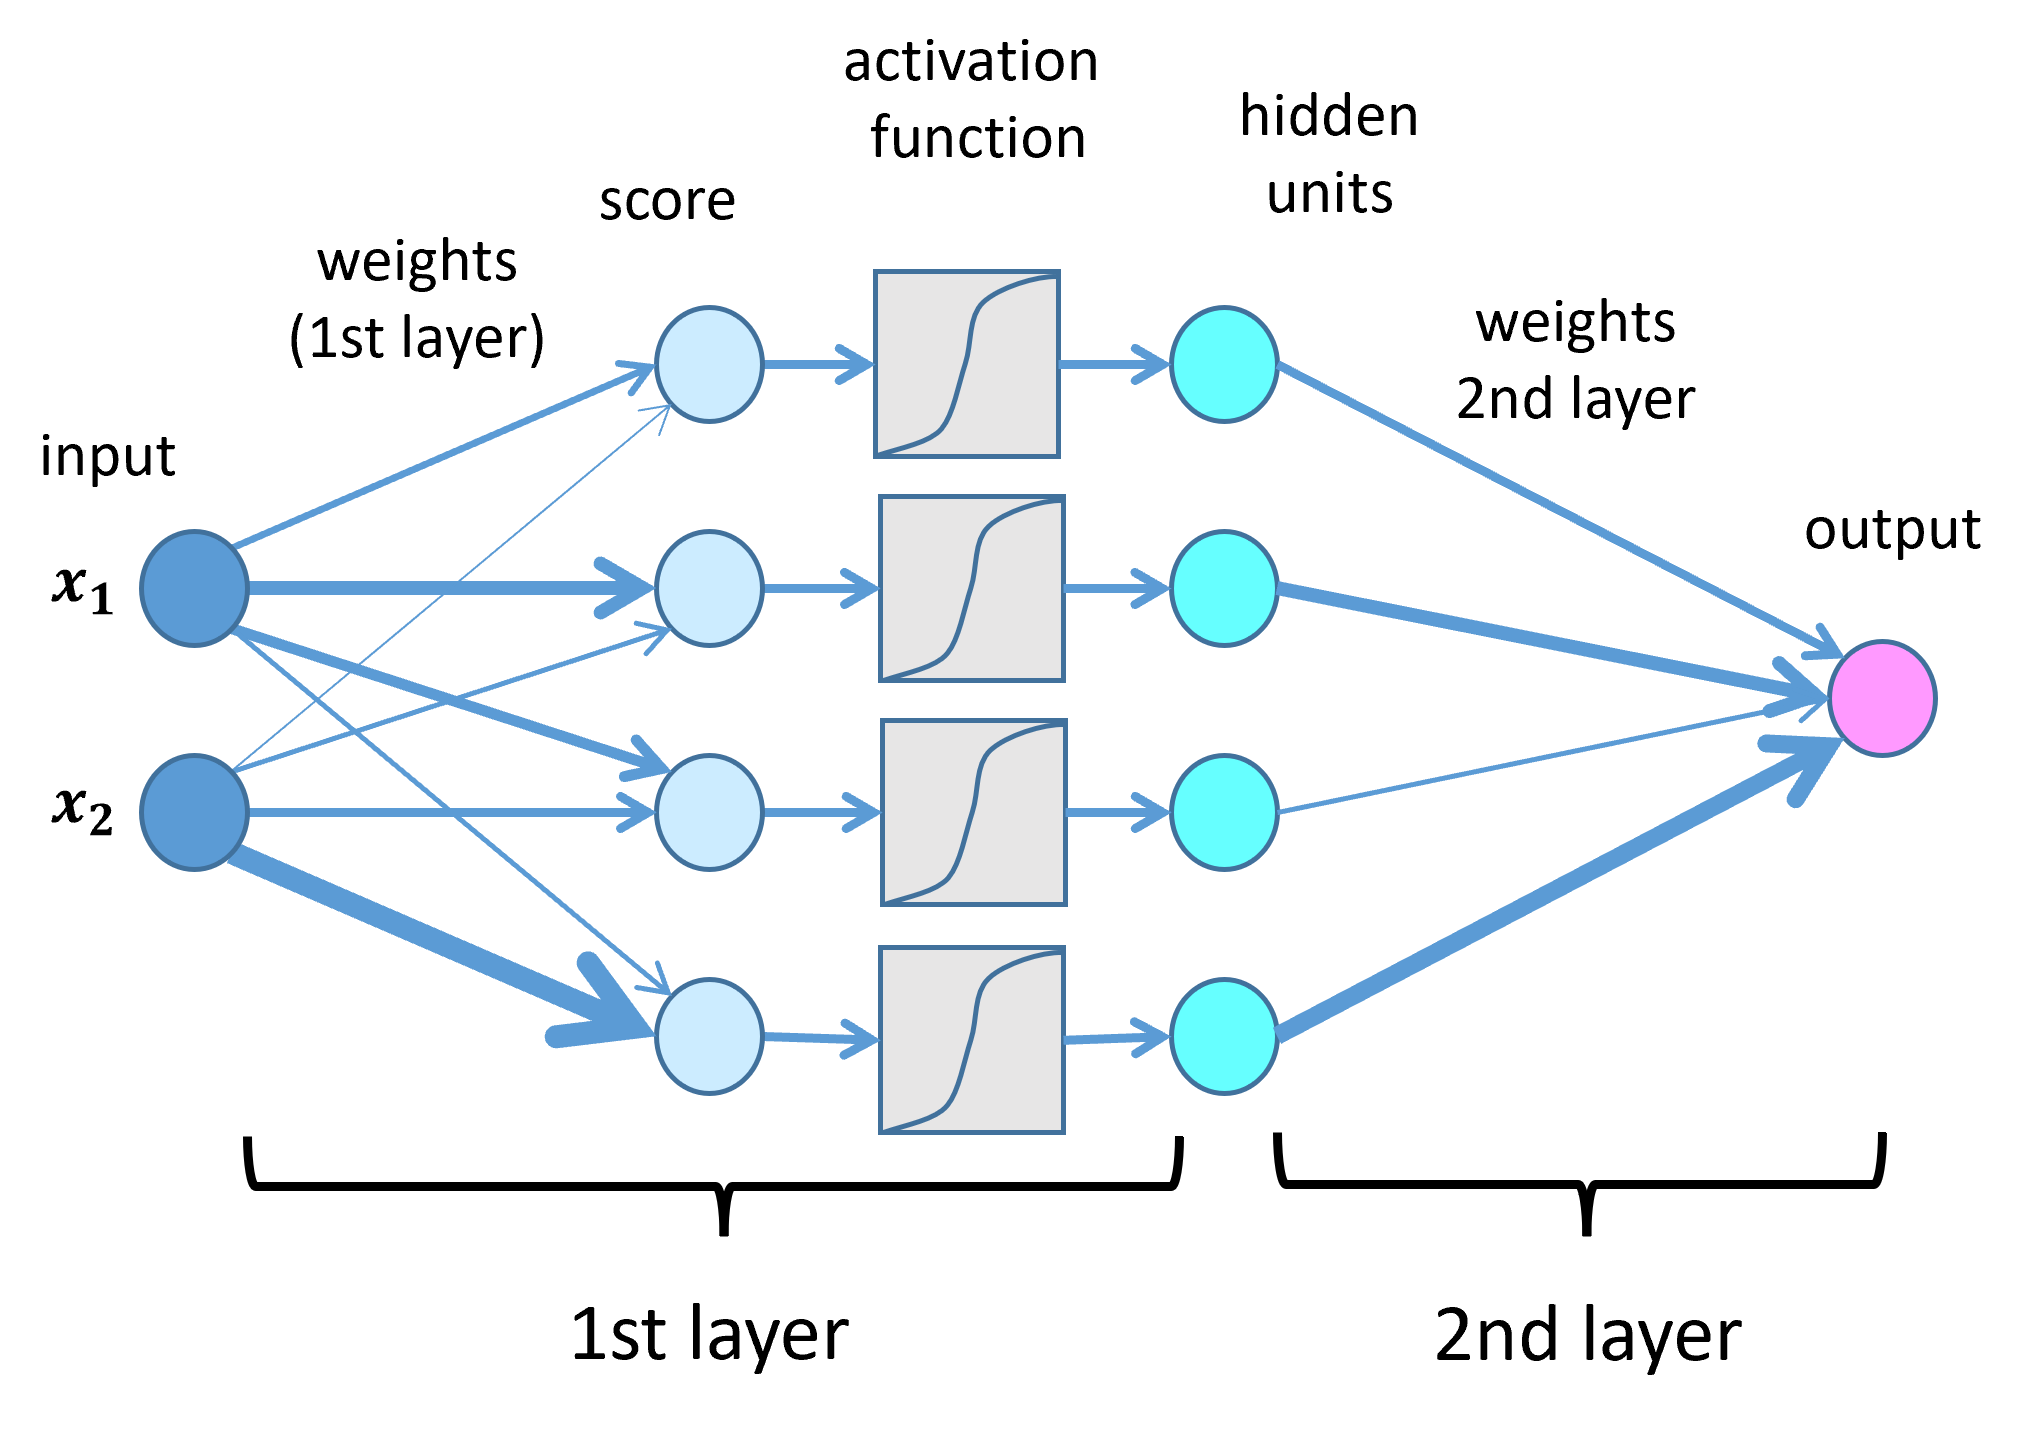 activation
function
hidden
units
score
weights
(1st layer)
weights
2nd layer
input
output
x1
x2
1st layer
2nd layer